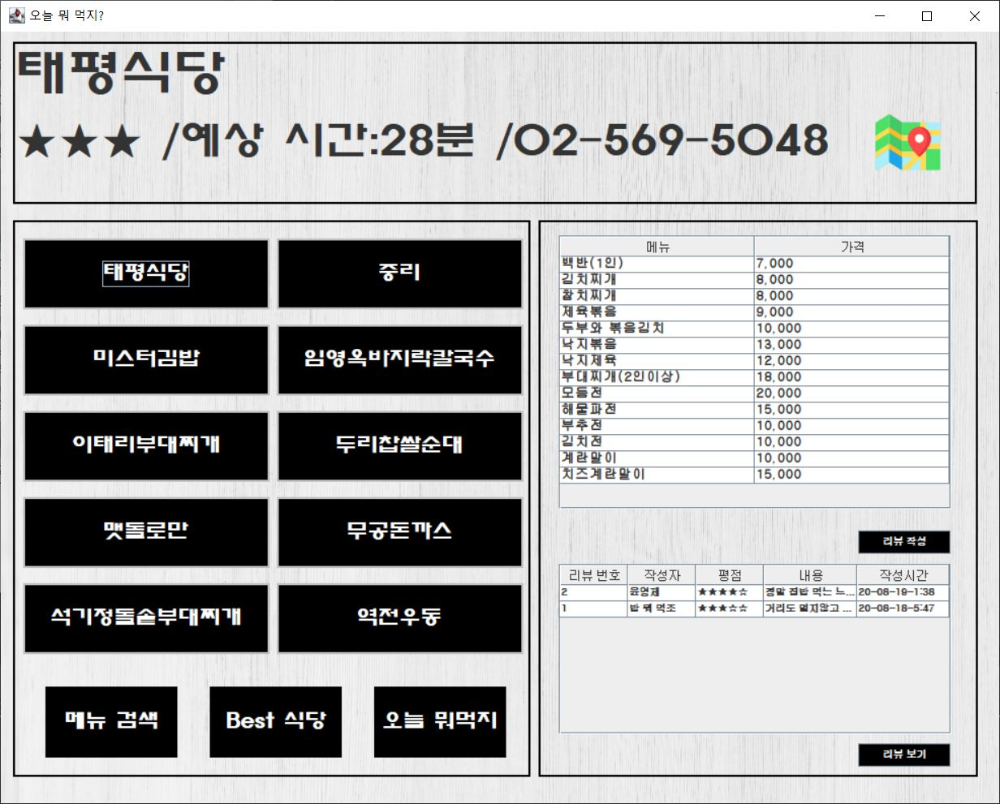 오늘 뭐 먹지?
태평식당
★★★ /예상 시간:28분 /02-569-5048
태평식당 중리
미스터김밥 임영옥바지락칼국수
이태리부대찌개 두리찹쌀순대
맷돌로만 무공돈까스
석기정돌솥부대찌개 역전우동
메뉴 검색 Best 식당 오늘 뭐먹지
메뉴 가격
백반(1인) 7,000
김치찌개 8,000
참치찌개 8,000
제육볶음 9,000
두부와 볶음김치 10,000
낙지볶음 13,000
낙지제육 12,000
부대찌개(2인이상) 18,000
모듬전 20,000
해물파전 15,000
부추전 10,000
김치전 10,000
계란말이 10,000
치즈계란말이 15,000
리뷰 작성
리뷰 번호 작성자 평점 내용 작성시간
2 윤영제 ★★★★☆ 정말 집밥 먹는 느... 20-08-19-1:38
1 밥 뭐 먹조 ★★★☆☆ 거리도 멀지않고 ... 20-08-18-5:47
리뷰 보기